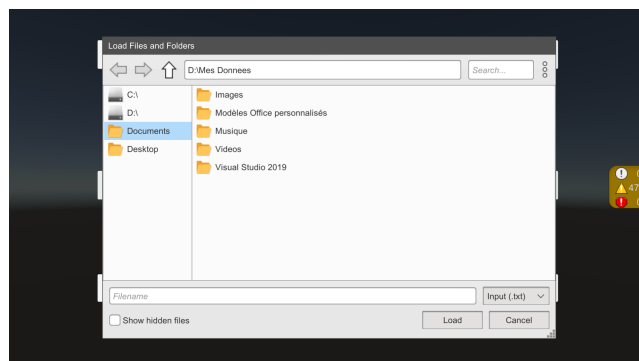 Load Files and Folders
D:\Mes Donnees
Search...
C:\
D:\
Documents
Desktop
Images
Modèles Office personnalisés
Musique
Videos
Visual Studio 2019
Filename
Input (.txt)
Show hidden files
Load
Cancel
47